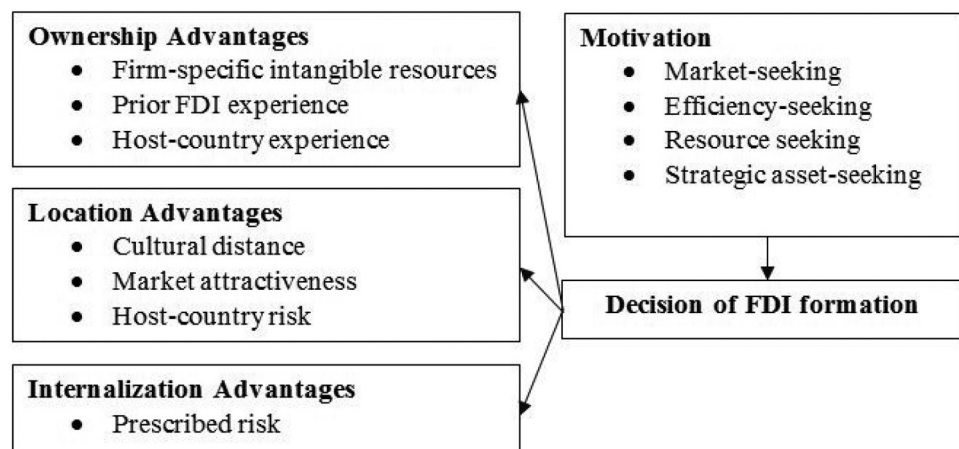 Ownership Advantages
• Firm-specific intangible resources
• Prior FDI experience
• Host-country experience
Location Advantages
• Cultural distance
• Market attractiveness
• Host-country risk
Internalization Advantages
• Prescribed risk
Motivation
• Market-seeking
• Efficiency-seeking
• Resource seeking
• Strategic asset-seeking
Decision of FDI formation